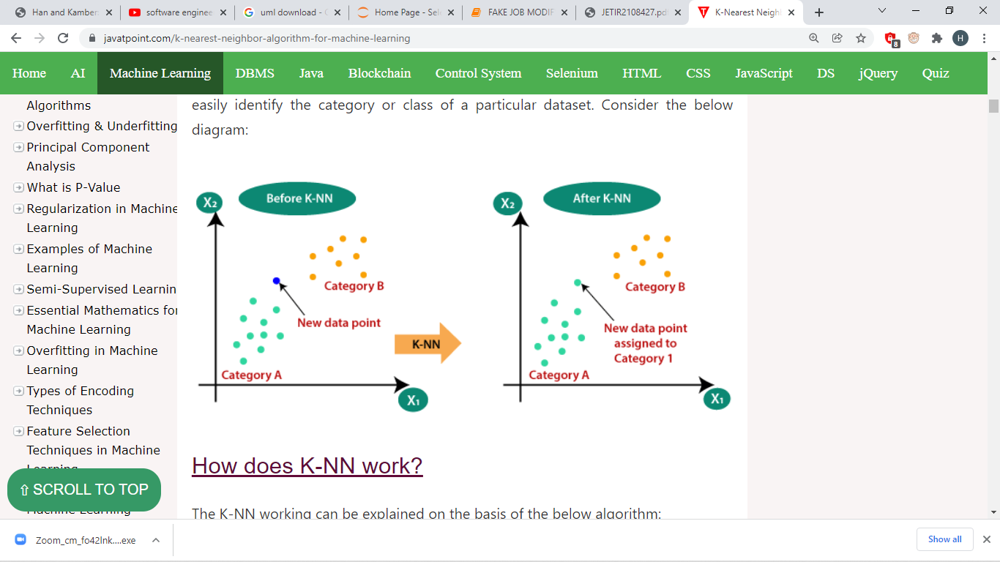 Han and Kamber
software enginee
uml download - G
Home Page - Sel
FAKE JOB MODIF
JETIR2108427.pd
K-Nearest Neigh
javatpoint.com/k-nearest-neighbor-algorithm-for-machine-learning
8
H
Home AI Machine Learning DBMS Java Blockchain Control System Selenium HTML CSS JavaScript DS jQuery Quiz
Algorithms
Overfitting & Underfitting
Principal Component
Analysis
What is P-Value
Regularization in Machine
Learning
Examples of Machine
Learning
Semi-Supervised Learnin
Essential Mathematics for
Machine Learning
Overfitting in Machine
Learning
Types of Encoding
Techniques
Feature Selection
Techniques in Machine
Learning
Machine Learning
⇧ SCROLL TO TOP
easily identify the category or class of a particular dataset. Consider the below
diagram:
X2
Before K-NN
Category B
New data point
Category A
X1
K-NN
X2
After K-NN
Category B
New data point
assigned to
Category 1
Category A
X1
How does K-NN work?
The K-NN working can be explained on the basis of the below algorithm:
Zoom_cm_fo42lnk....exe
Show all